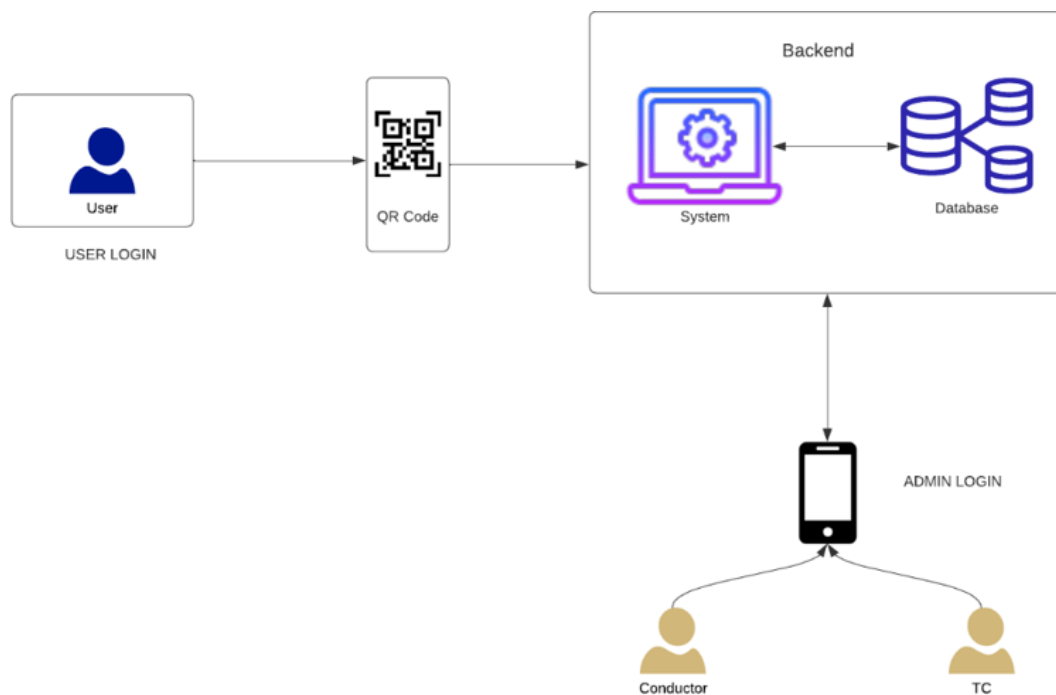 Backend
User
QR Code
System
Database
USER LOGIN
ADMIN LOGIN
Conductor
TC